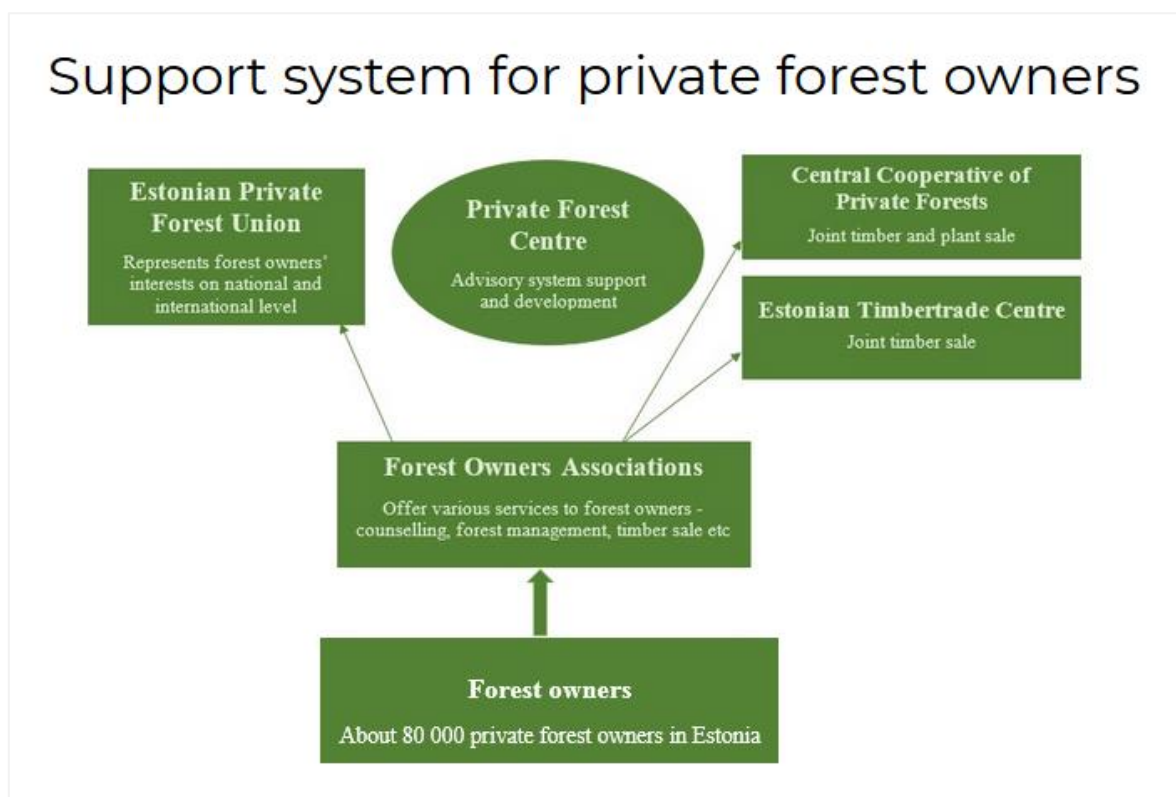 Support system for private forest owners
Estonian Private
Forest Union
Represents forest owners'
interests on national and
international level
Private Forest
Centre
Advisory system support
and development
Central Cooperative of
Private Forests
Joint timber and plant sale
Estonian Timbertrade Centre
Joint timber sale
Forest Owners Associations
Offer various services to forest owners -
counselling, forest management, timber sale etc
Forest owners
About 80 000 private forest owners in Estonia